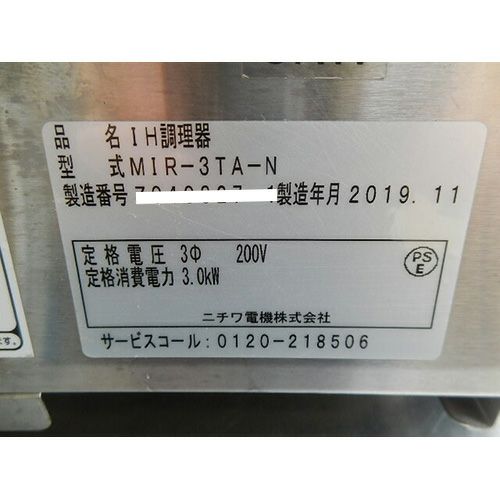 品 名 IH調理器
型 式 MIR-3TA-N
製造番号 製造年月 2019. 11
定格電圧 3Φ 200V
定格消費電力 3.0kW
PS
E
ニチワ電機株式会社
サービスコール:0120-218506
ます。